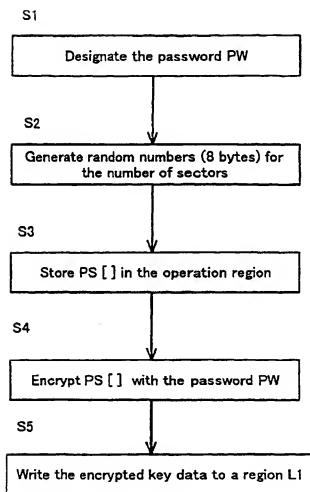 S1
Designate the password PW
S2
Generate random numbers (8 bytes) for
the number of sectors
S3
Store PS [ ] in the operation region
S4
Encrypt PS [ ] with the password PW
S5
Write the encrypted key data to a region L1